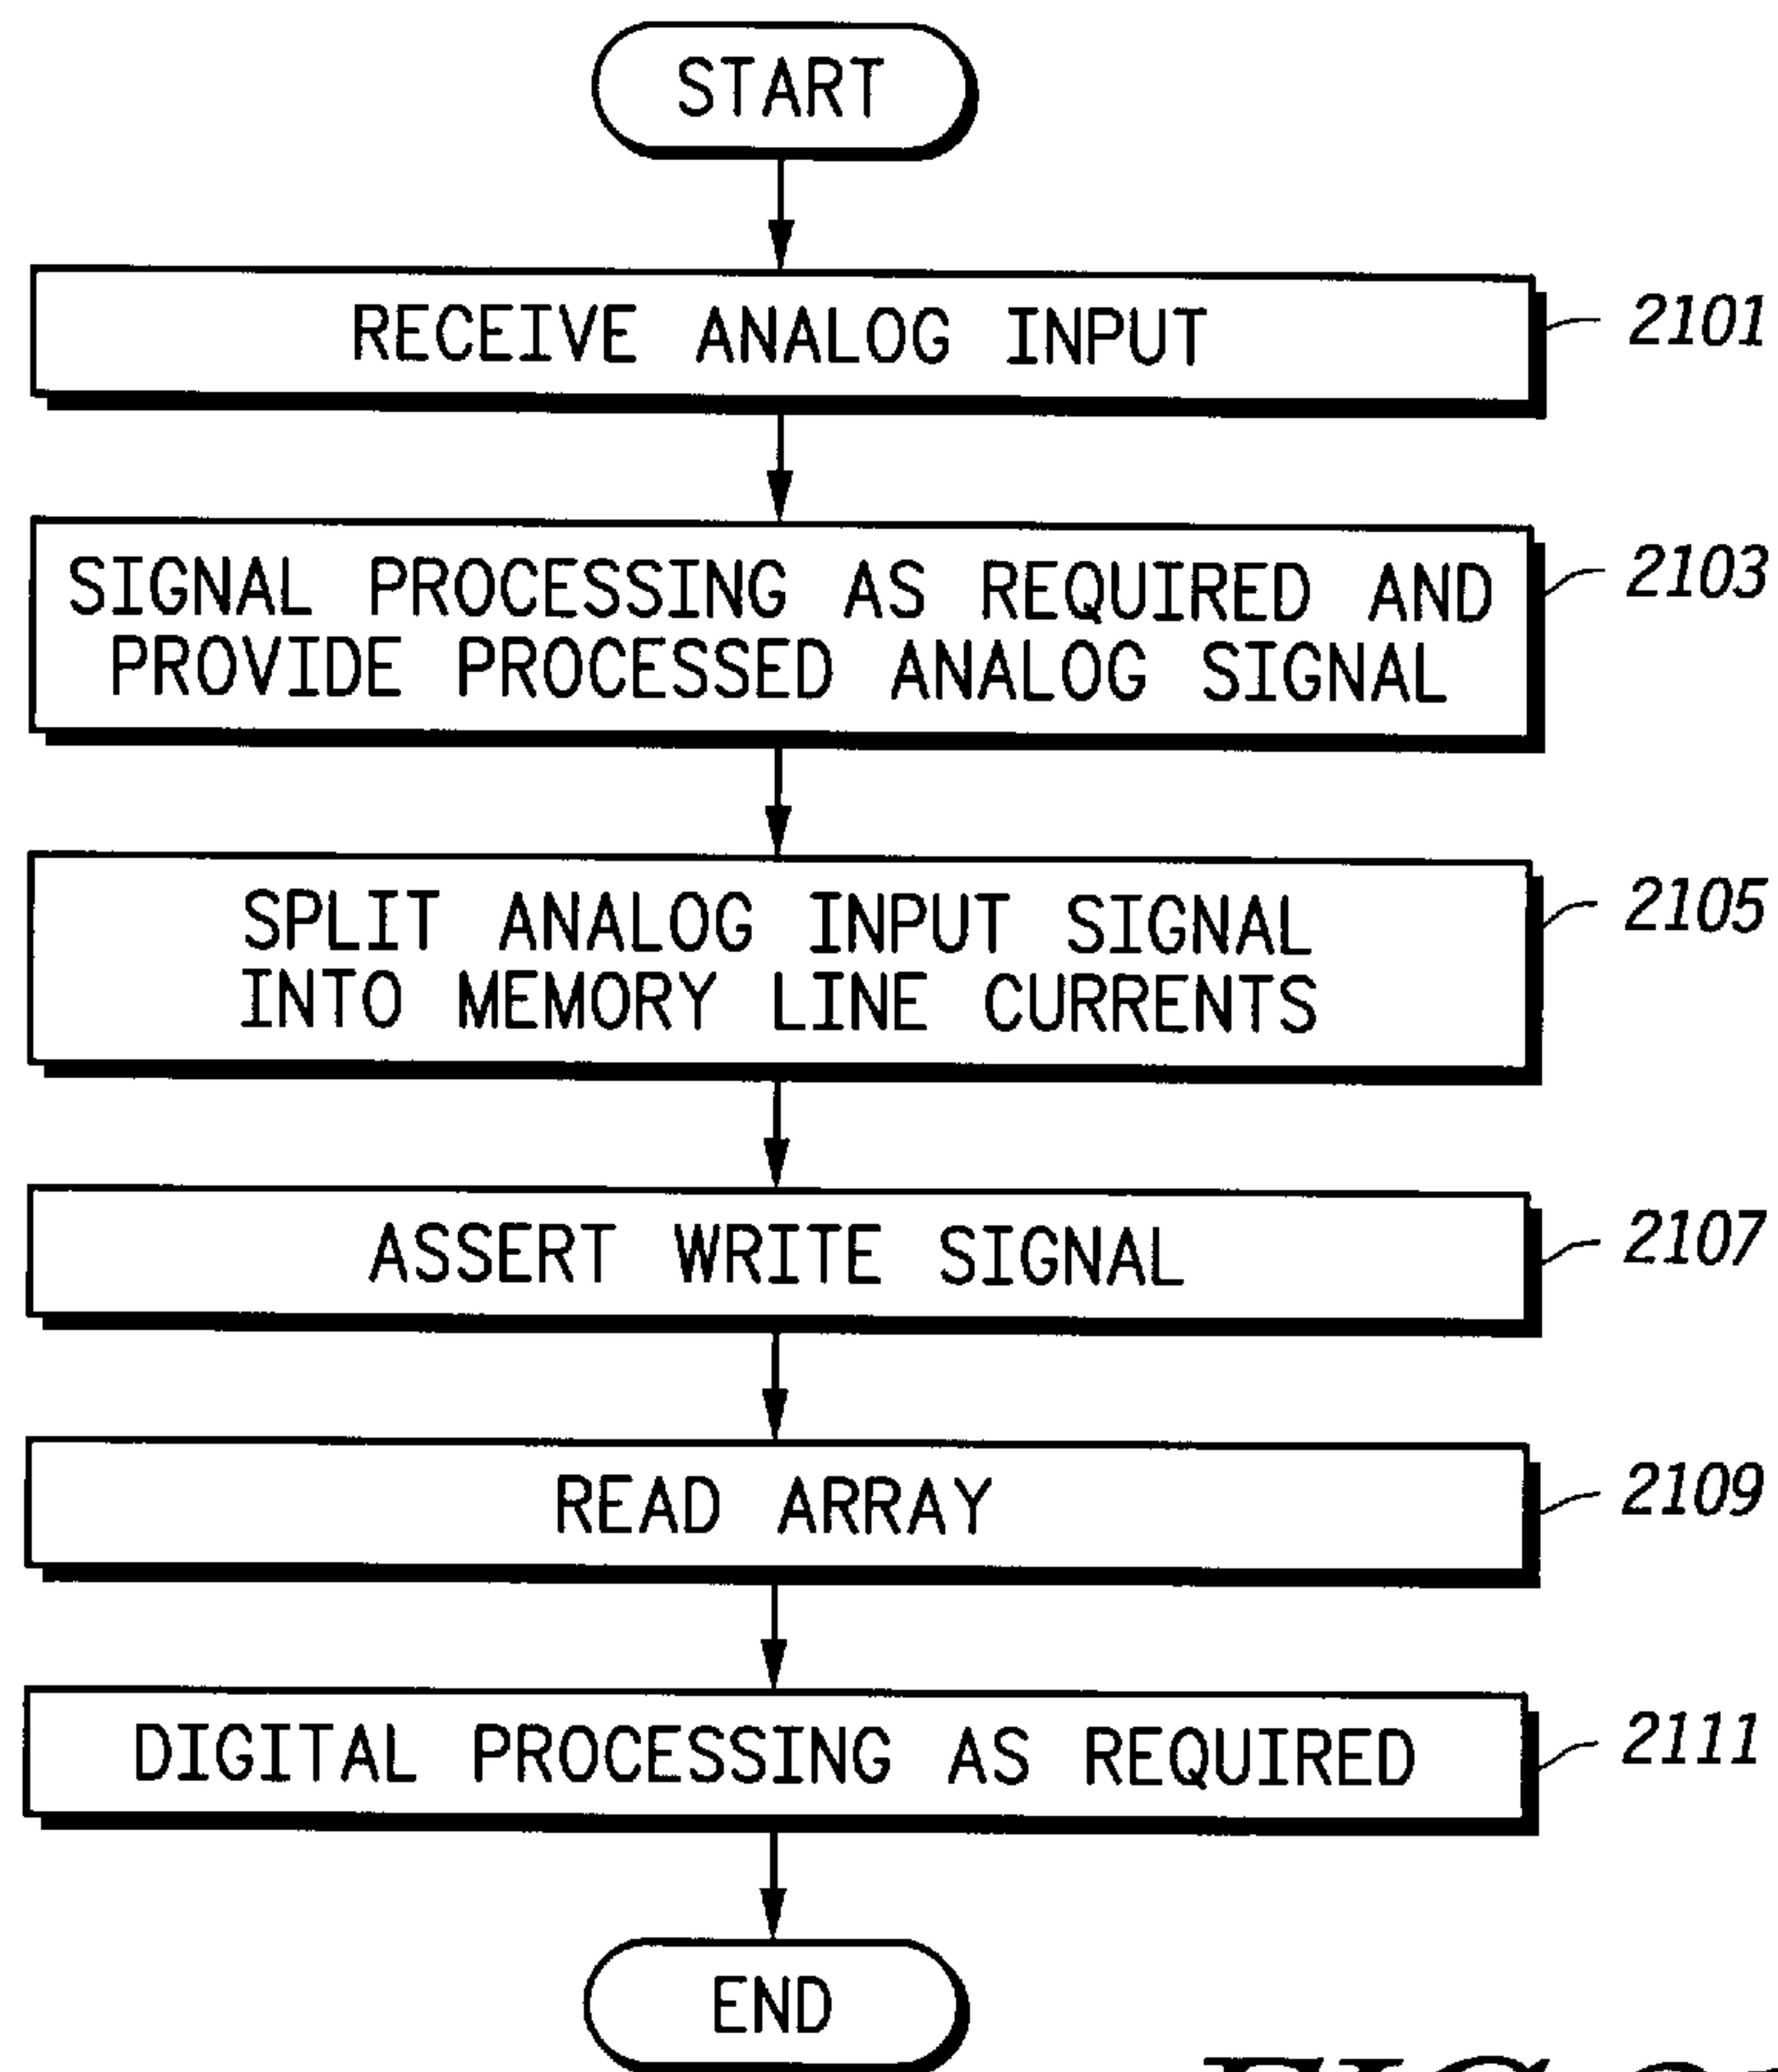 START
RECEIVE ANALOG INPUT
2101
SIGNAL PROCESSING AS REQUIRED AND
PROVIDE PROCESSED ANALOG SIGNAL
2103
SPLIT ANALOG INPUT SIGNAL
INTO MEMORY LINE CURRENTS
2105
ASSERT WRITE SIGNAL
2107
READ ARRAY
2109
DIGITAL PROCESSING AS REQUIRED
2111
END